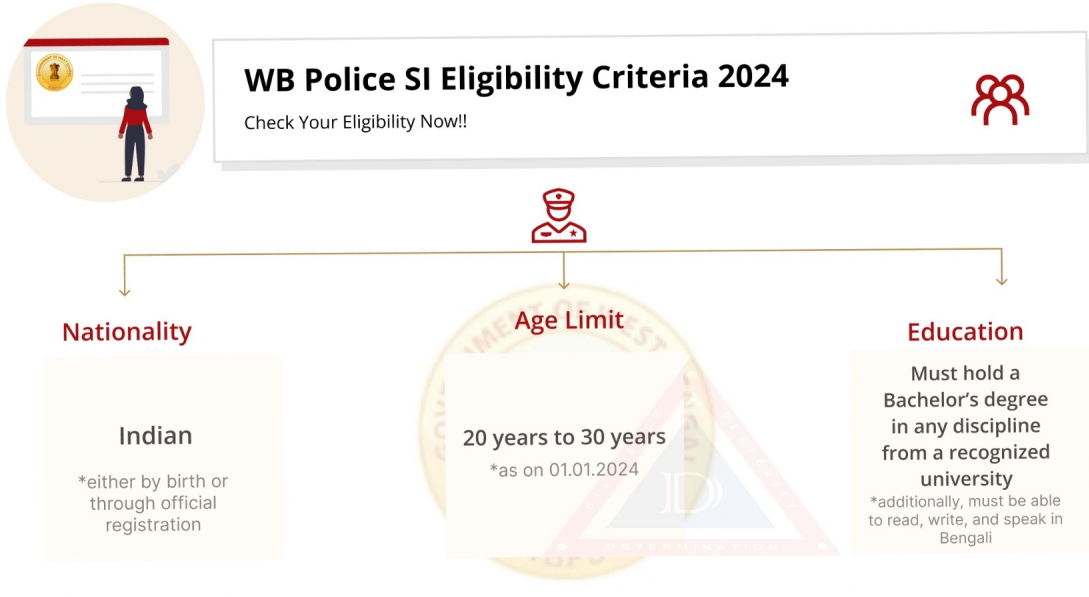 WB Police SI Eligibility Criteria 2024
Check Your Eligibility Now!!
Nationality
Indian
*either by birth or
through official
registration
Age Limit
20 years to 30 years
*as on 01.01.2024
Education
Must hold a
Bachelor's degree
in any discipline
from a recognized
university
*additionally, must be able
to read, write, and speak in
Bengali
DETERMINATION